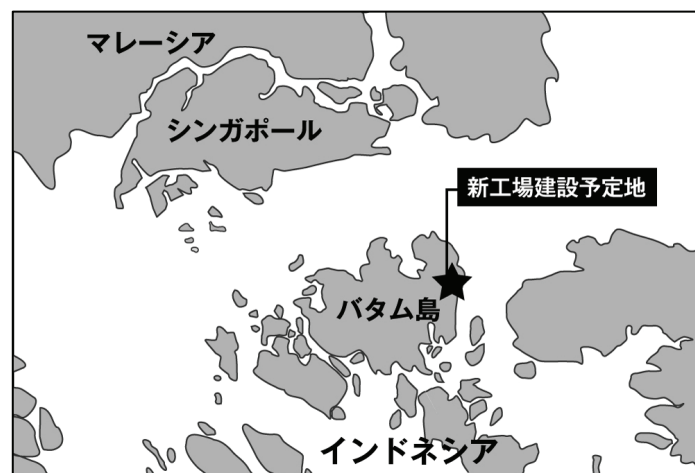 マレーシア
シンガポール
新工場建設予定地
バタム島
インドネシア